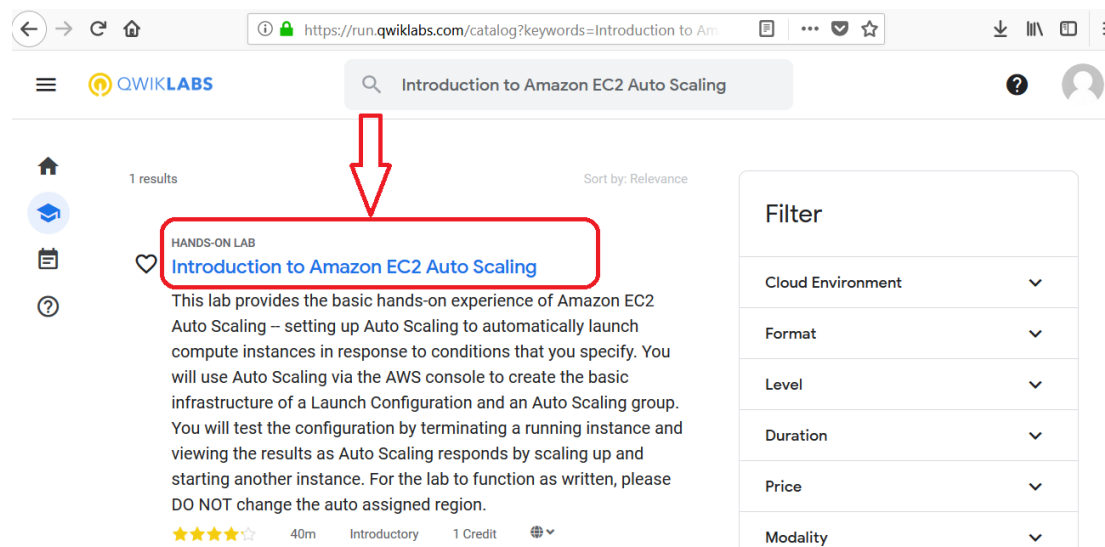 https://run.qwiklabs.com/catalog?keywords=Introduction to Am
QWIKLABS
Introduction to Amazon EC2 Auto Scaling
?
1 results
Sort by: Relevance
HANDS-ON LAB
Introduction to Amazon EC2 Auto Scaling
This lab provides the basic hands-on experience of Amazon EC2
Auto Scaling -- setting up Auto Scaling to automatically launch
compute instances in response to conditions that you specify. You
will use Auto Scaling via the AWS console to create the basic
infrastructure of a Launch Configuration and an Auto Scaling group.
You will test the configuration by terminating a running instance and
viewing the results as Auto Scaling responds by scaling up and
starting another instance. For the lab to function as written, please
DO NOT change the auto assigned region.
40m Introductory 1 Credit
Filter
Cloud Environment
Format
Level
Duration
Price
Modality